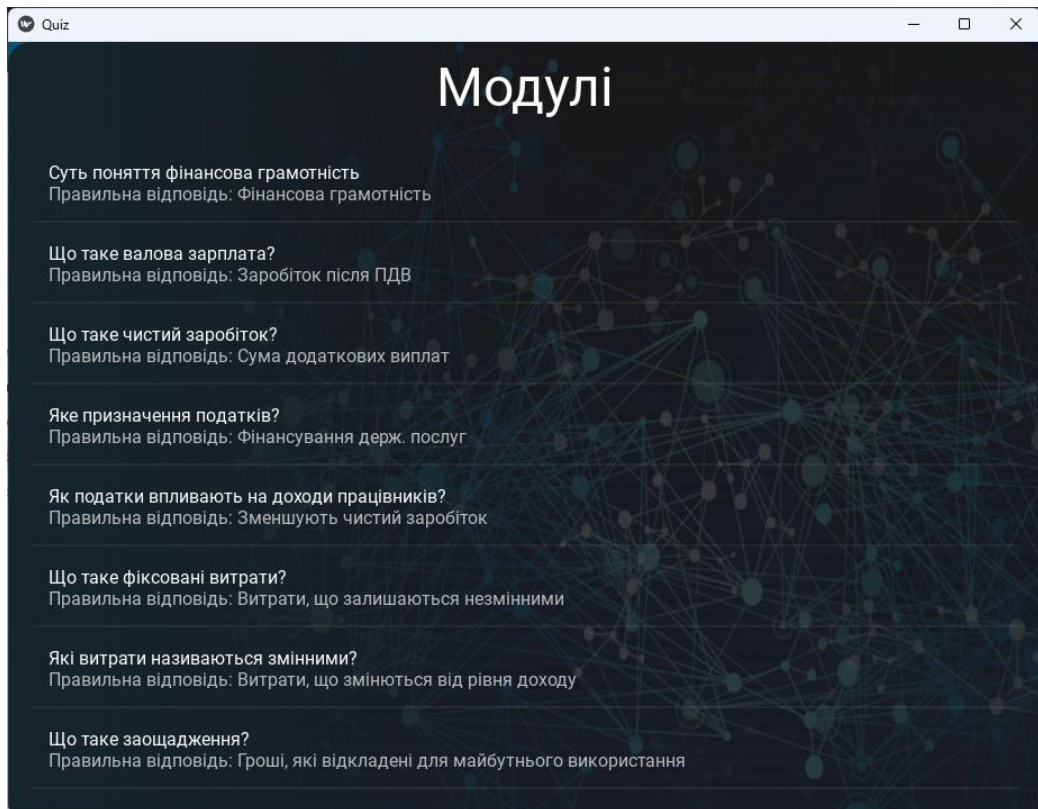 Quiz
Модулі
Суть поняття фінансова грамотність
Правильна відповідь: Фінансова грамотність
Що таке валова зарплата?
Правильна відповідь: Заробіток після ПДВ
Що таке чистий заробіток?
Правильна відповідь: Сума додаткових виплат
Яке призначення податків?
Правильна відповідь: Фінансування держ. послуг
Як податки впливають на доходи працівників?
Правильна відповідь: Зменшують чистий заробіток
Що таке фіксовані витрати?
Правильна відповідь: Витрати, що залишаються незмінними
Які витрати називаються змінними?
Правильна відповідь: Витрати, що змінються від рівня доходу
Що таке заощадження?
Правильна відповідь: Гроші, які відкладені для майбутнього використання